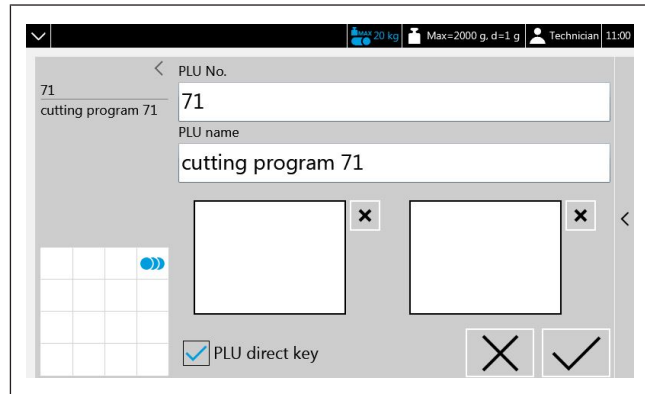 MAX 20 kg Max=2000 g, d=1 g Technician 11:00
71
cutting program 71
PLU No.
71
PLU name
cutting program 71
PLU direct key